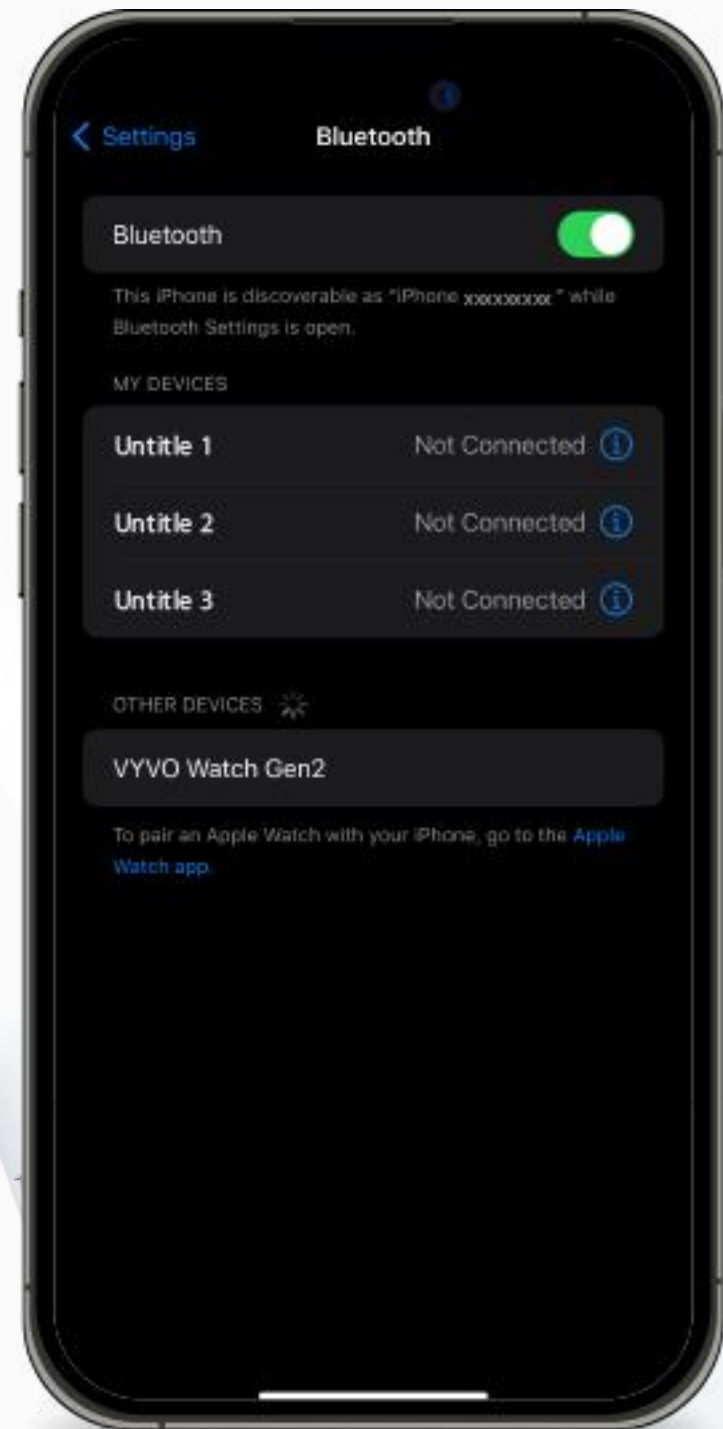 Settings
Bluetooth
Bluetooth
This iPhone is discoverable as "iPhone xxxxxxxxx " while
Bluetooth Settings is open.
MY DEVICES
Untitle 1 Not Connected
Untitle 2 Not Connected
Untitle 3 Not Connected
OTHER DEVICES
VYVO Watch Gen2
To pair an Apple Watch with your iPhone, go to the Apple
Watch app.